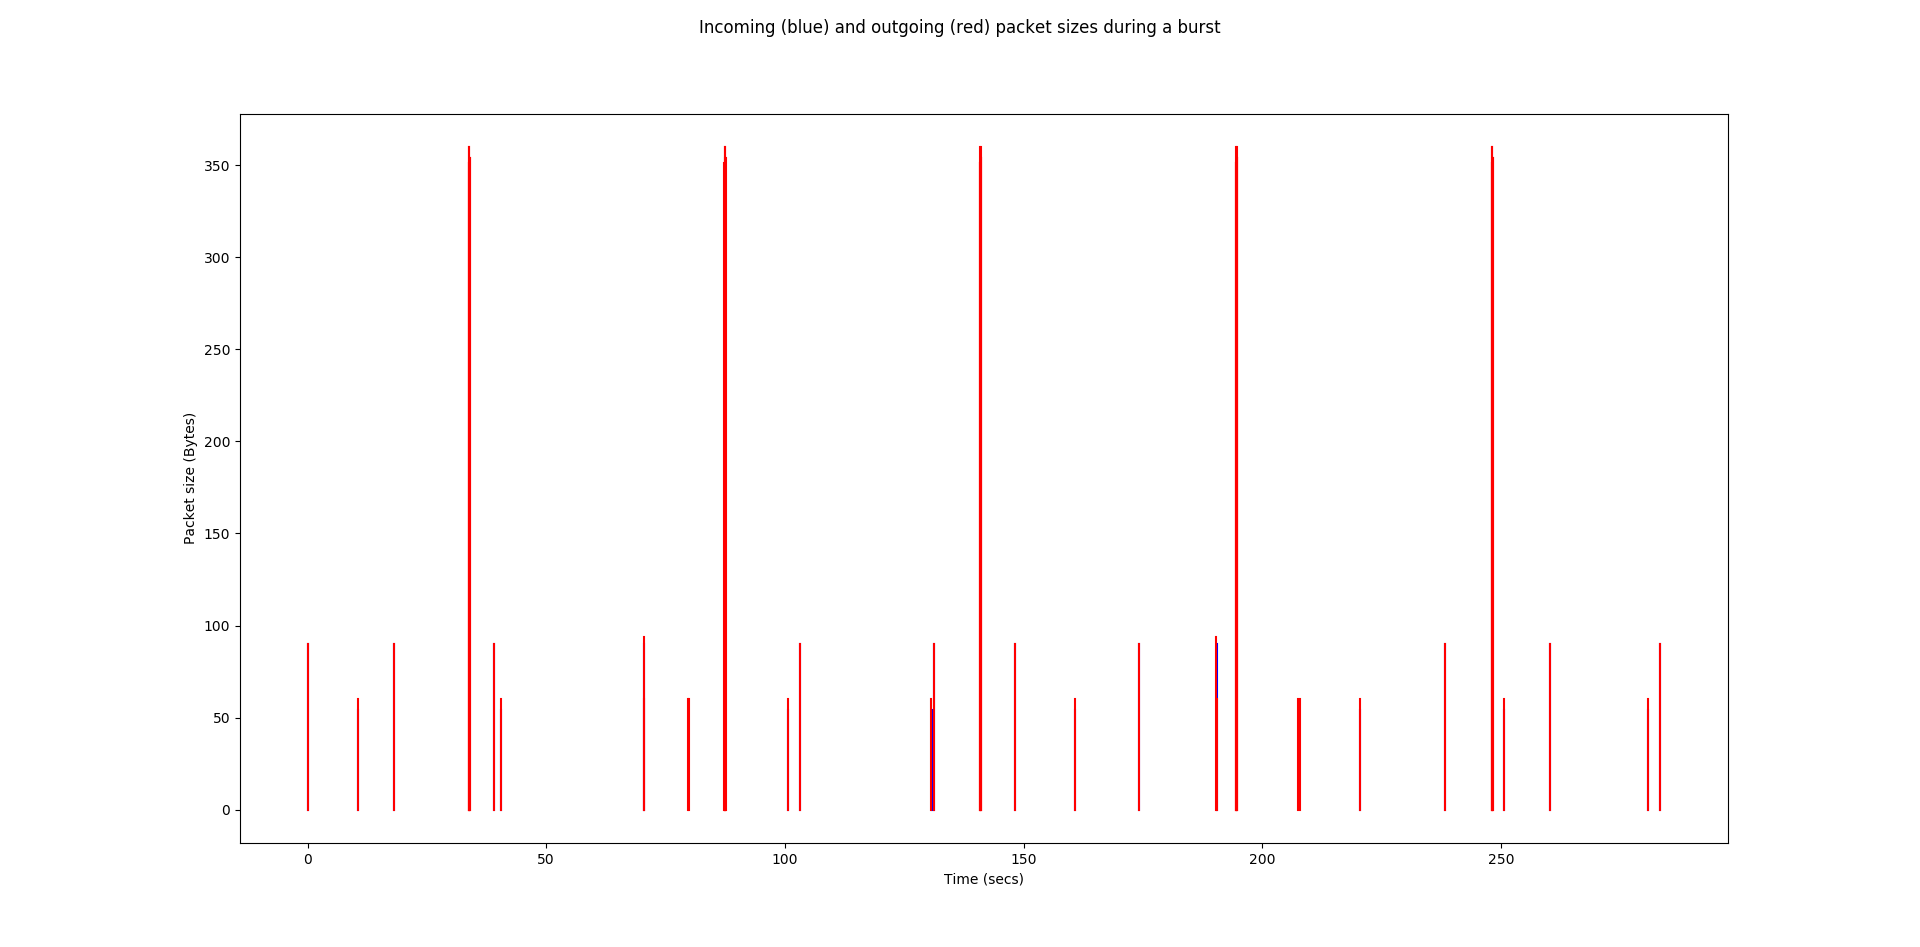 Incoming (blue) and outgoing (red) packet sizes during a burst
350
300
250
200
150
100
50
0
Packet size (Bytes)
0 50 100 150 200 250
Time (secs)